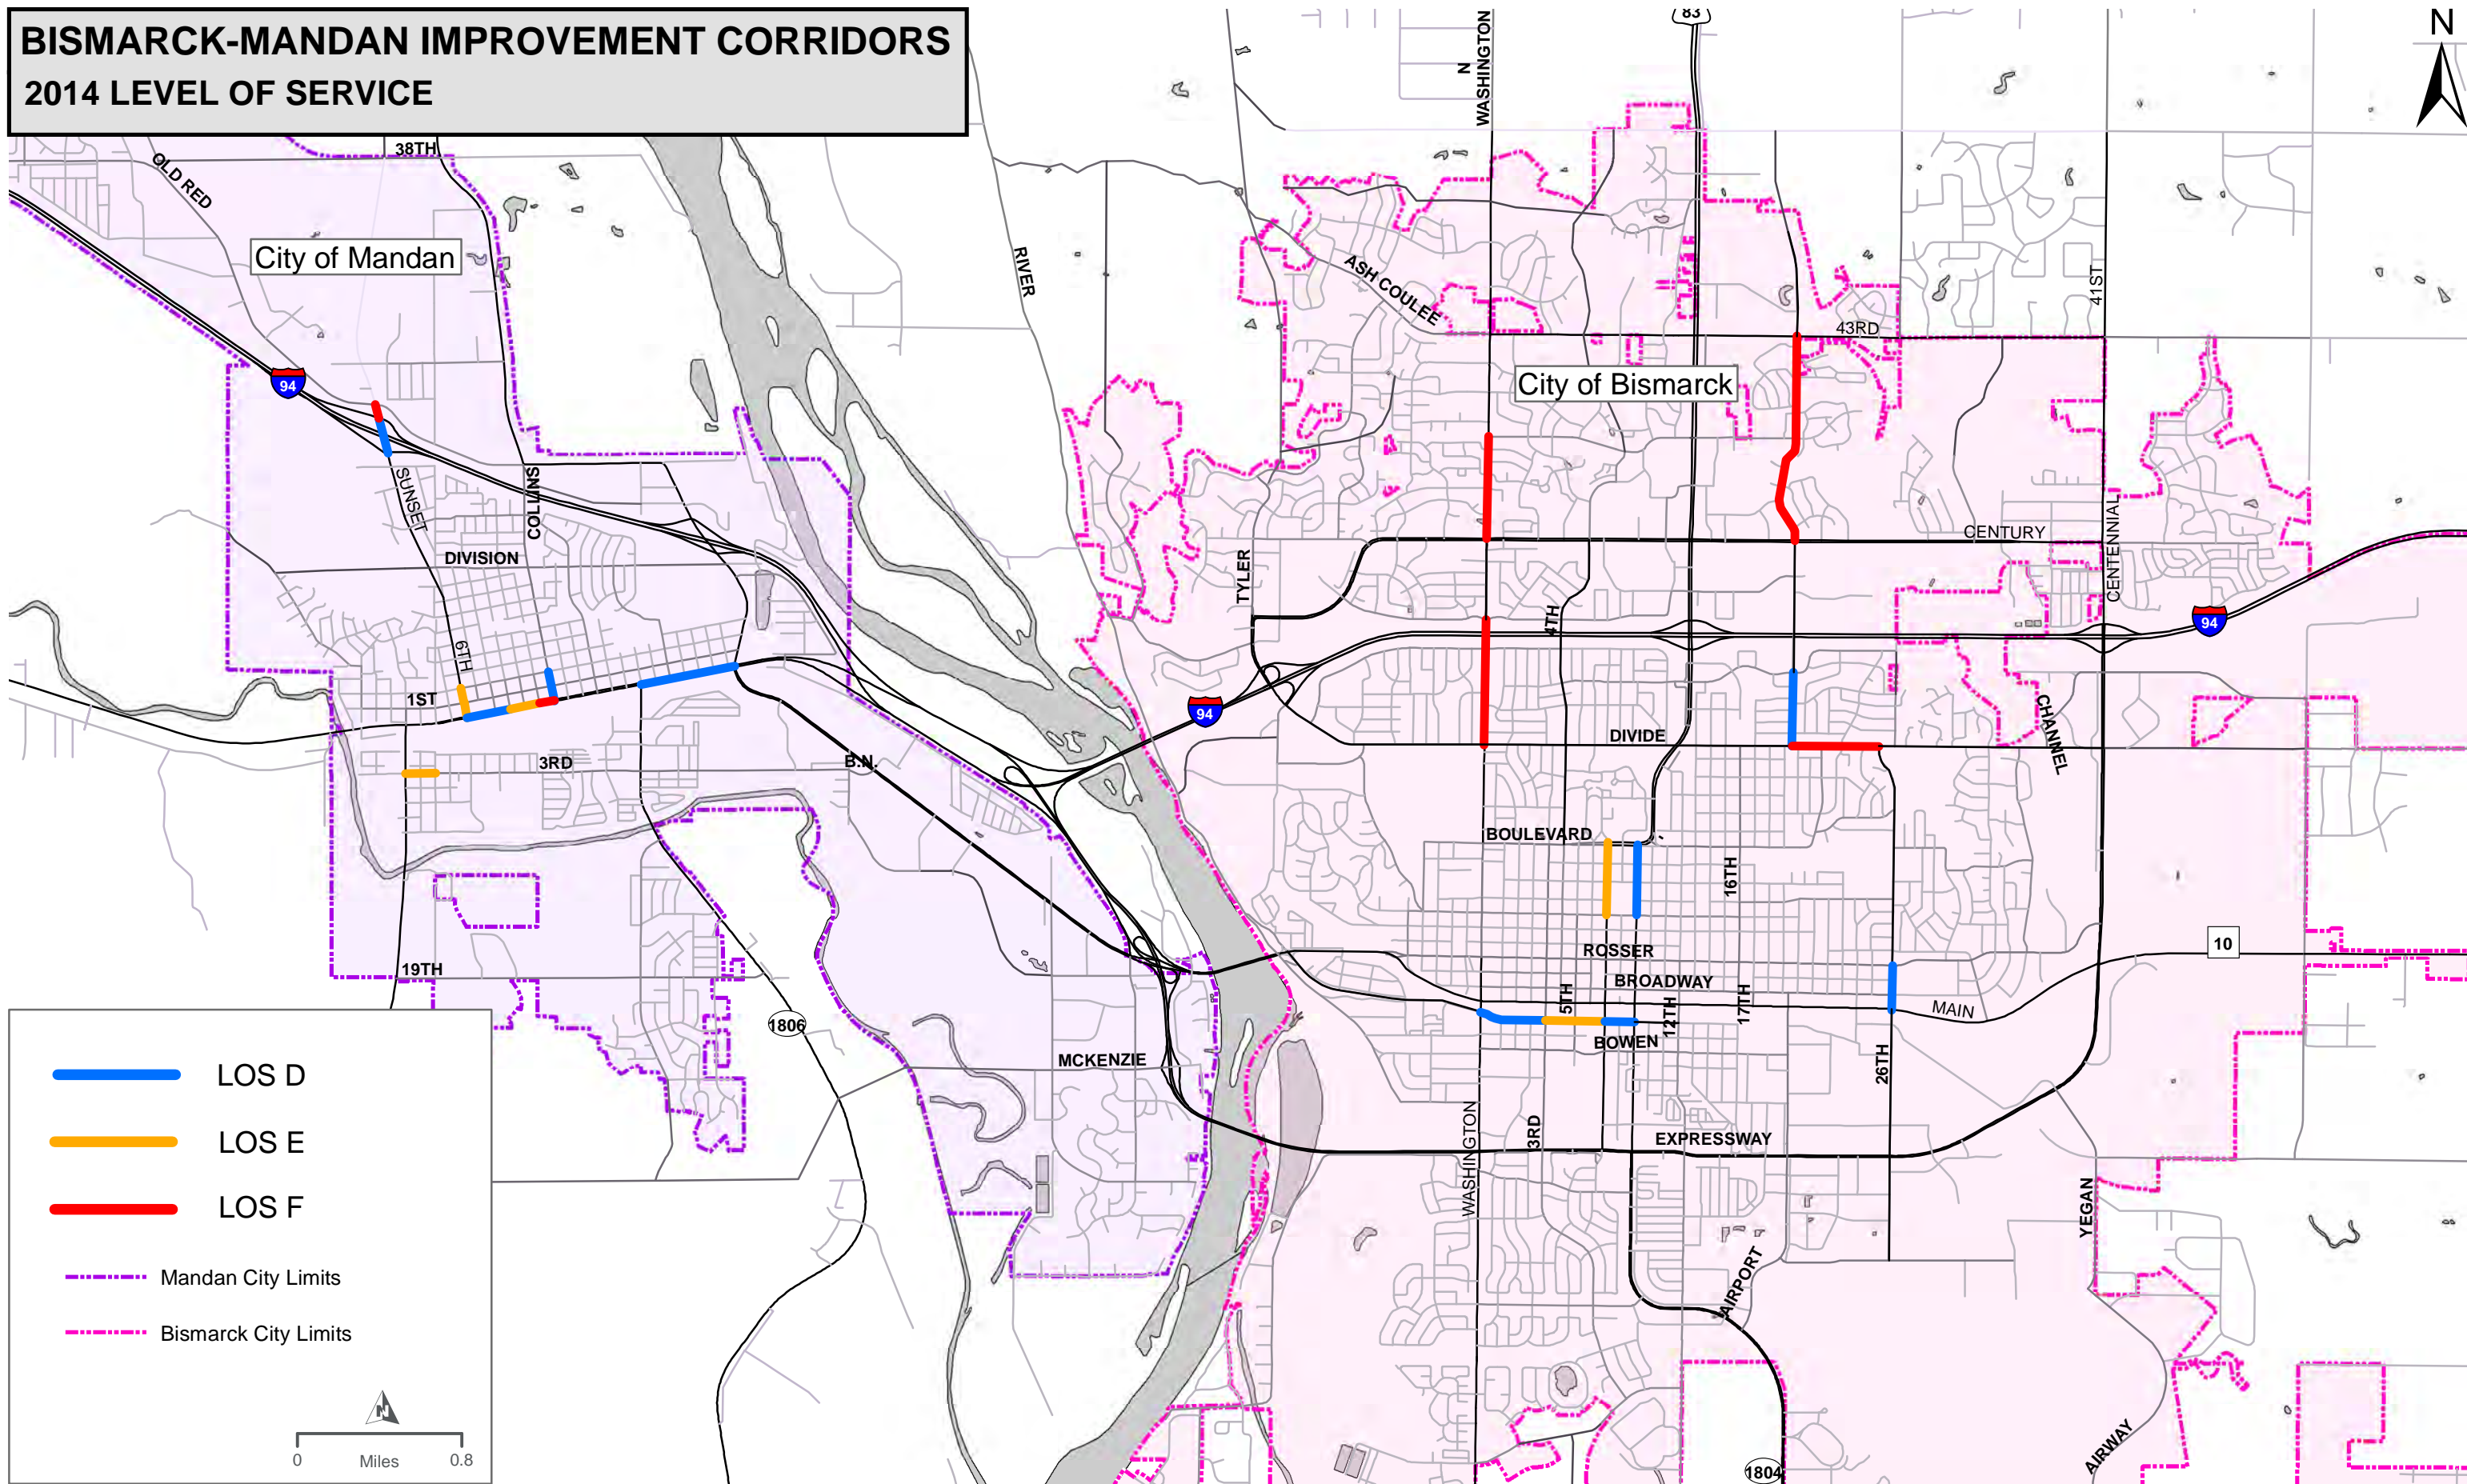 BISMARCK-MANDAN IMPROVEMENT CORRIDORS
2014 LEVEL OF SERVICE
N
83
N
WASHINGTON
38TH
OLD RED
City of Mandan
RIVER
ASH COULEE
41ST
43RD
94
City of Bismarck
SUNSET
COLLINS
CENTURY
CENTENNIAL
DIVISION
TYLER
4TH
94
6TH
1ST
94
CHANNEL
DIVIDE
3RD
B.N.
BOULEVARD
16TH
ROSSER
10
19TH
BROADWAY
5TH
12TH
17TH
MAIN
1806
BOWEN
MCKENZIE
26TH
LOS D
LOS E
LOS F
WASHINGTON
3RD
EXPRESSWAY
YEGAN
Mandan City Limits
AIRPORT
Bismarck City Limits
N
0 Miles 0.8
AIRWAY
1804